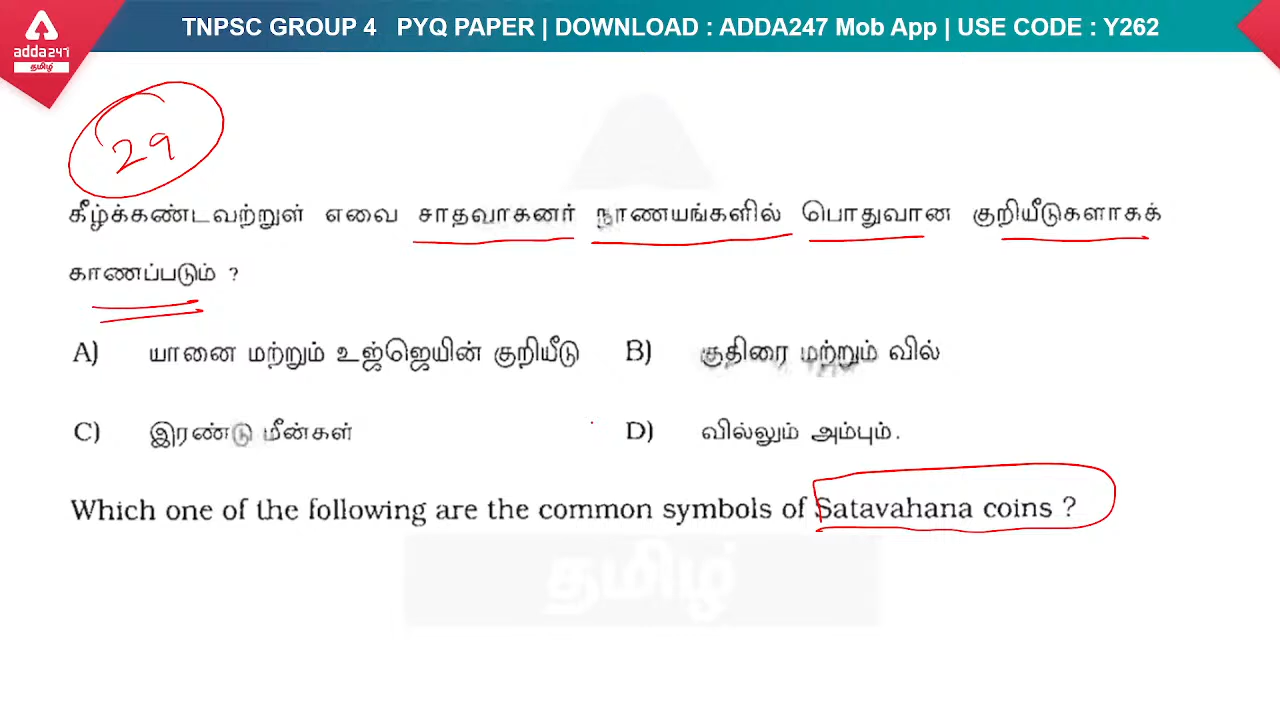 TNPSC GROUP 4 PYQ PAPER | DOWNLOAD : ADDA247 Mob App | USE CODE : Y262
adda247
தமிழ்
29
கீழ்க்கண்டவற்றுள் எவை சாதவாகனர் நாணயங்களில் பொதுவான குறியீடுகளாகக்
காணப்படும் ?
A) யானை மற்றும் உஜ்ஜெயின் குறியீடு B) குதிரை மற்றும் வில்
C) இரண்டு மீன்கள் D) வில்லும் அம்பும்.
Which one of the following are the common symbols of Satavahana coins ?
தமிழ்